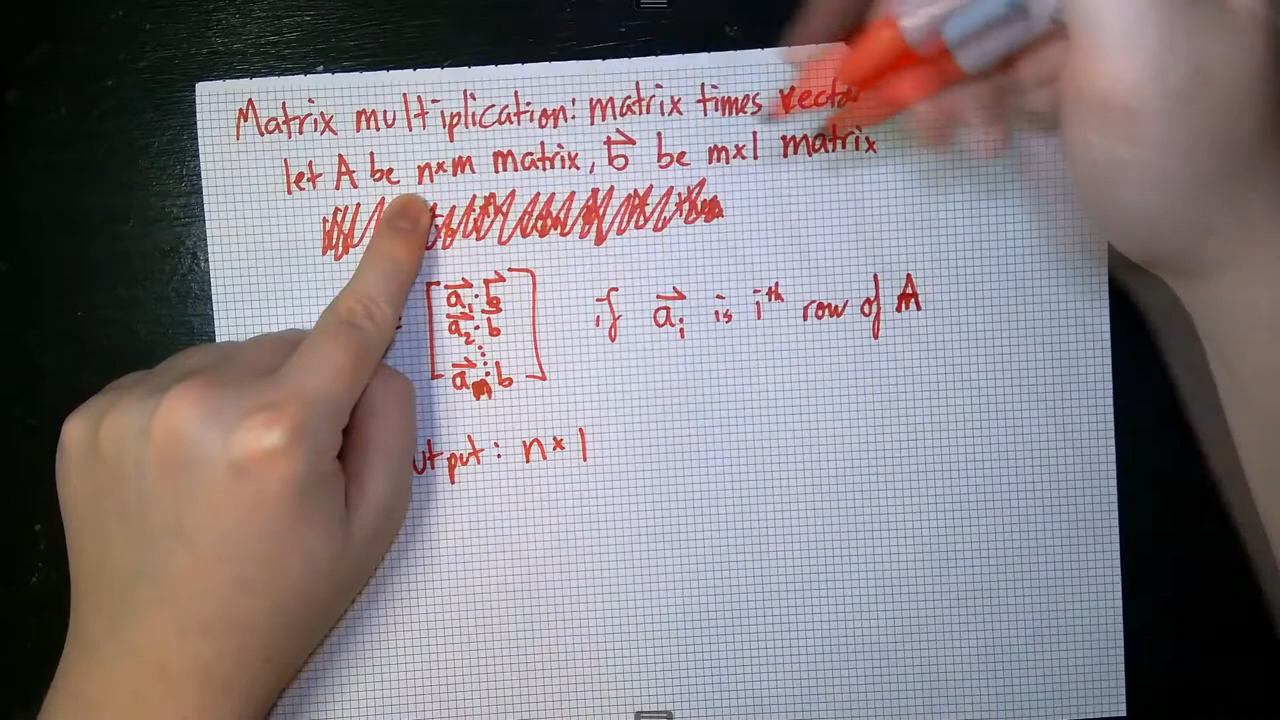 Matrix multiplication: matrix times
let A be n×m matrix, b⃗ be m×1 matrix
[a⃗₁·b⃗
a⃗₂·b⃗
⋮
a⃗ₘ·b] if a⃗ᵢ is iᵗʰ row of A
utput: n×1